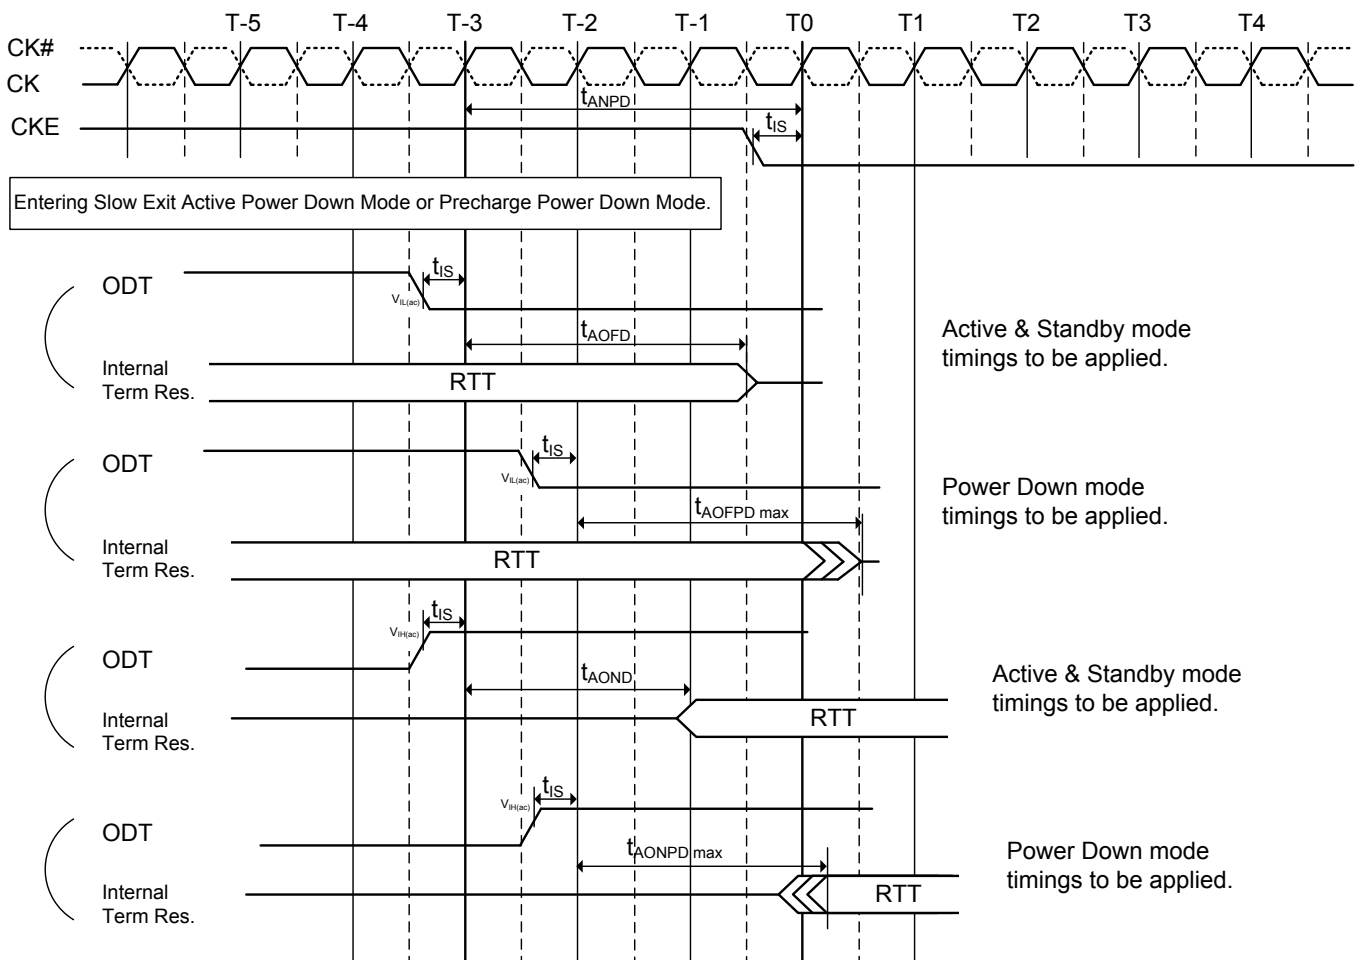 T-5 T-4 T-3 T-2 T-1 T0 T1 T2 T3 T4
CK#
CK
tANPD
CKE
tIS
Entering Slow Exit Active Power Down Mode or Precharge Power Down Mode.
ODT
tIS
VIL(ac)
tAOFD
Internal
Term Res.
RTT
Active & Standby mode
timings to be applied.
ODT
tIS
VIL(ac)
tAOFPD max
Internal
Term Res.
RTT
Power Down mode
timings to be applied.
ODT
tIS
VIH(ac)
tAOND
Internal
Term Res.
RTT
Active & Standby mode
timings to be applied.
ODT
tIS
VIH(ac)
tAONPD max
Internal
Term Res.
RTT
Power Down mode
timings to be applied.